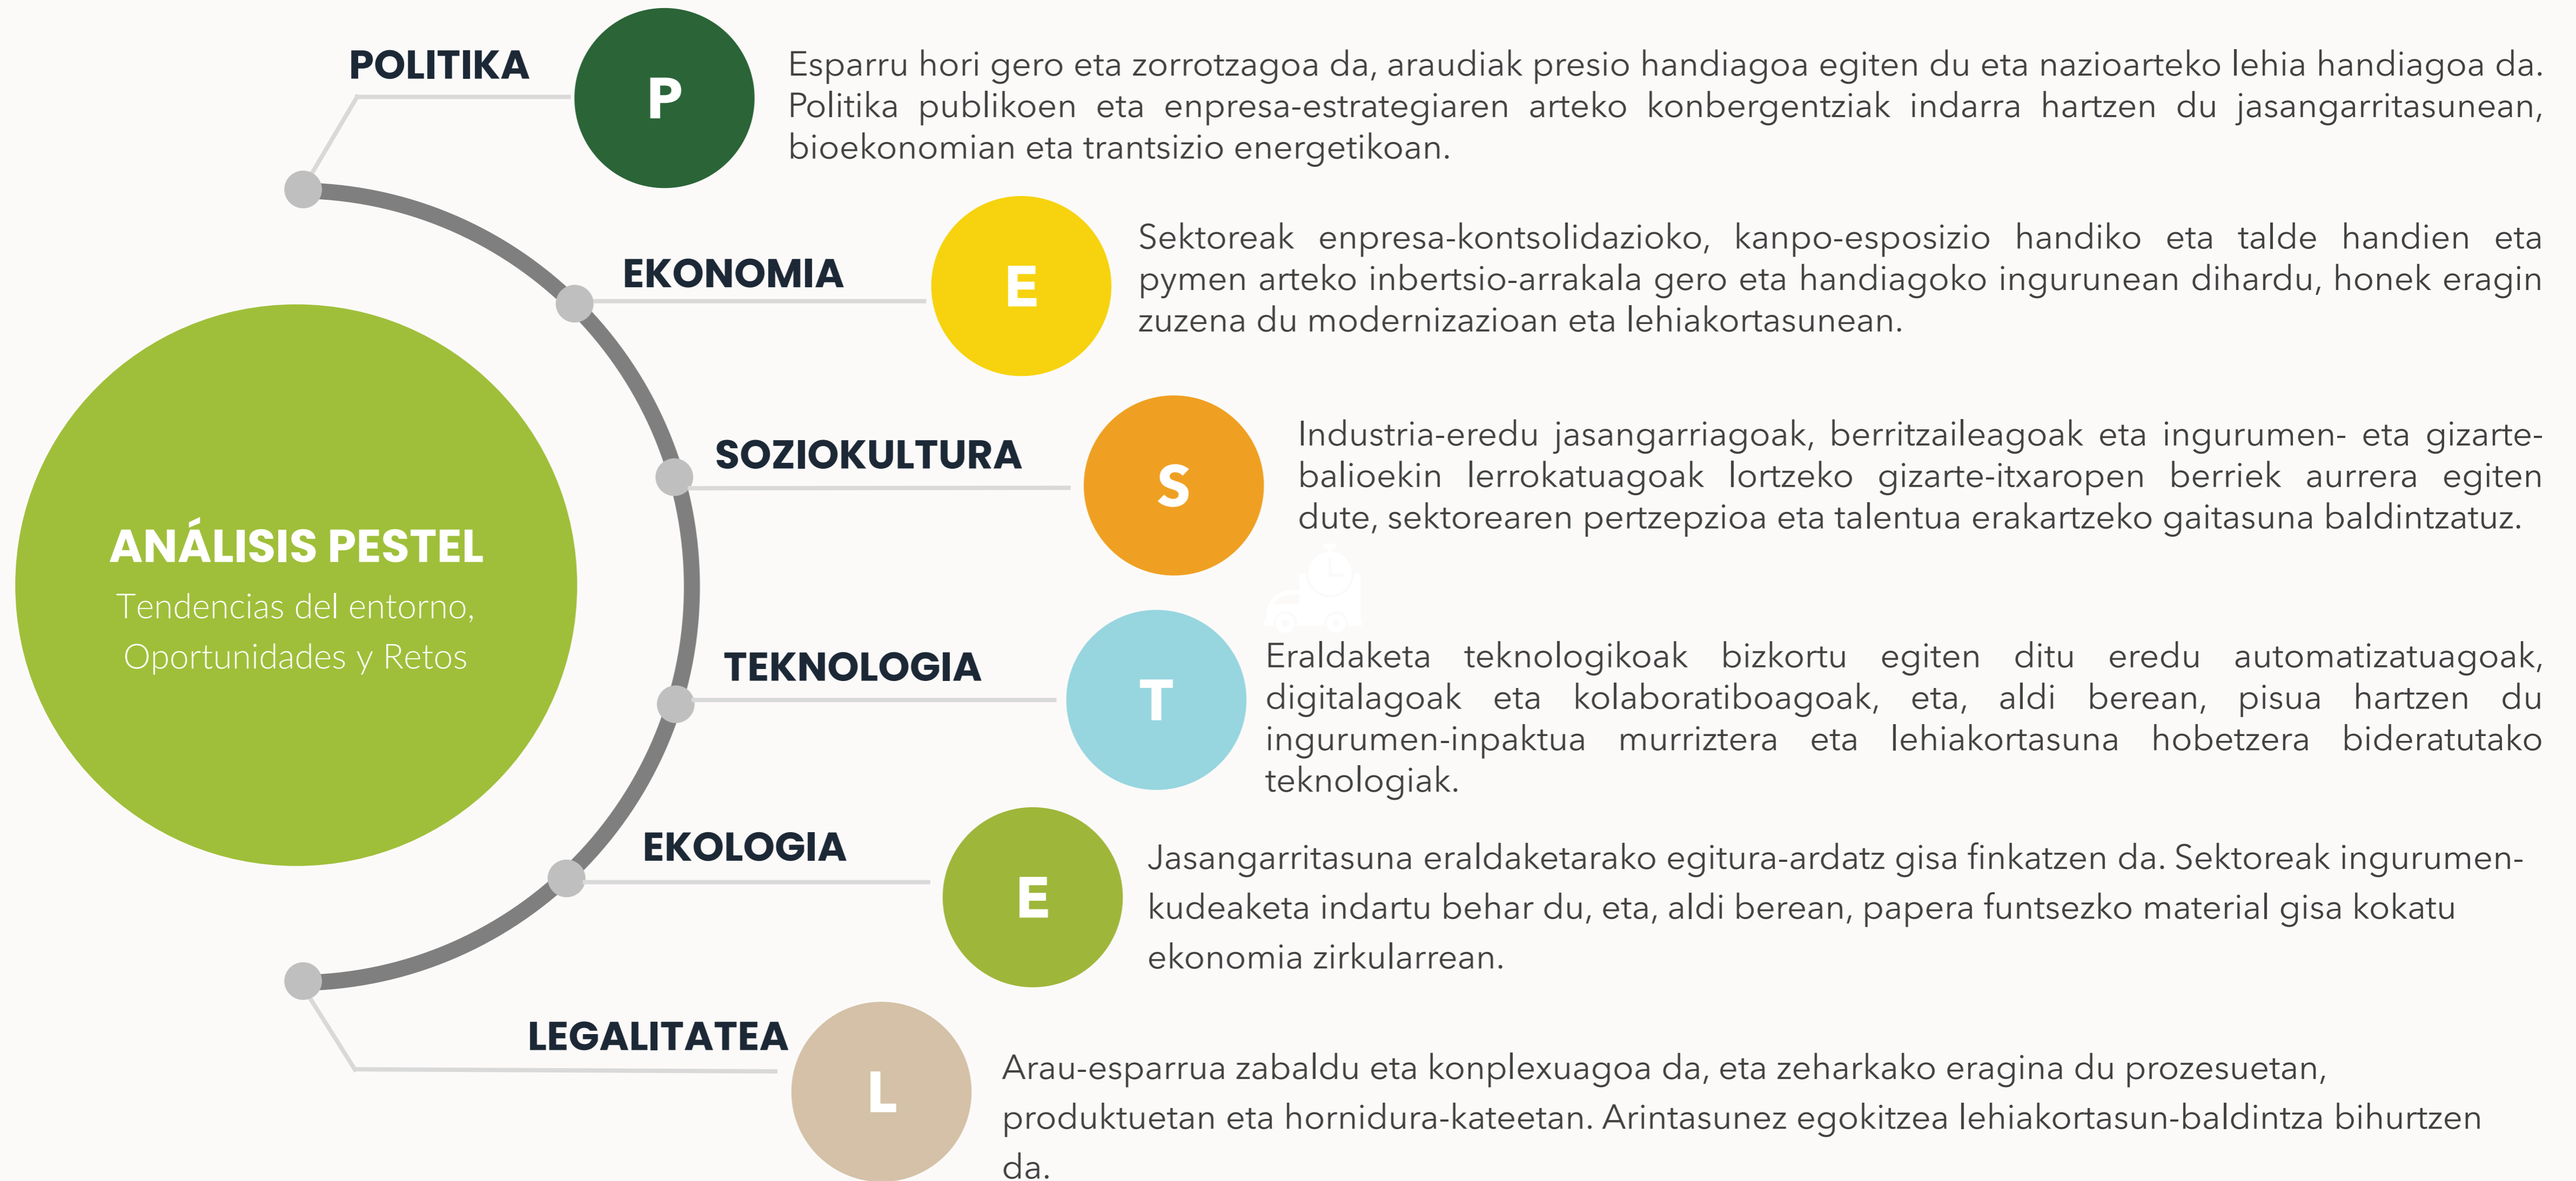 POLITIKA
P
Esparru hori gero eta zorrotzagoa da, araudiak presio handiagoa egiten du eta nazioarteko lehia handiagoa da.
Politika publikoen eta enpresa-estrategiaren arteko konbergentziak indarra hartzen du jasangarritasunean,
bioekonomian eta trantsizio energetikoan.
EKONOMIA
E
Sektoreak enpresa-kontsolidazioko, kanpo-esposizio handiko eta talde handien eta
pymen arteko inbertsio-arrakala gero eta handiagoko ingurunean dihardu, honek eragin
zuzena du modernizazioan eta lehiakortasunean.
SOZIOKULTURA
S
Industria-eredu jasangarriagoak, berritzaileagoak eta ingurumen- eta gizarte-
balioekin lerrokatuagoak lortzeko gizarte-itxaropen berriek aurrera egiten
dute, sektorearen pertzepzioa eta talentua erakartzeko gaitasuna baldintzatuz.
ANÁLISIS PESTEL
Tendencias del entorno,
Oportunidades y Retos
TEKNOLOGIA
T
Eraldaketa teknologikoak bizkortu egiten ditu eredu automatizatuagoak,
digitalagoak eta kolaboratiboagoak, eta, aldi berean, pisua hartzen du
ingurumen-inpaktua murriztera eta lehiakortasuna hobetzera bideratutako
teknologiak.
EKOLOGIA
E
Jasangarritasuna eraldaketarako egitura-ardatz gisa finkatzen da. Sektoreak ingurumen-
kudeaketa indartu behar du, eta, aldi berean, papera funtsezko material gisa kokatu
ekonomia zirkularrean.
LEGALITATEA
L
Arau-esparrua zabaldu eta konplexuagoa da, eta zeharkako eragina du prozesuetan,
produktuetan eta hornidura-kateetan. Arintasunez egokitzea lehiakortasun-baldintza bihurtzen
da.